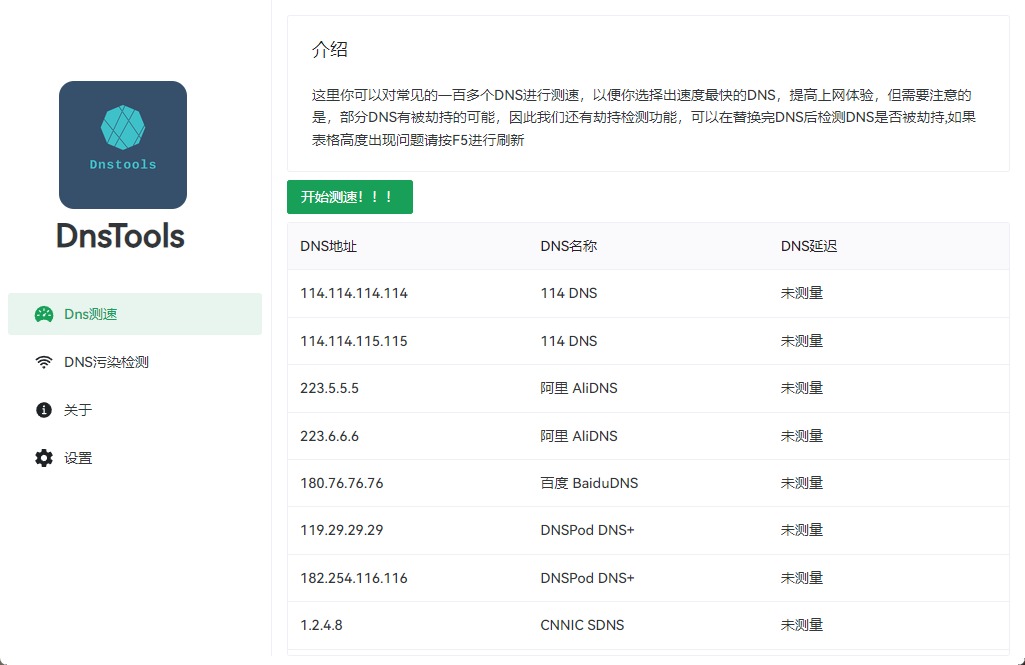 Dnstools
DnsTools
Dns测速
DNS污染检测
关于
设置
介绍
这里你可以对常见的一百多个DNS进行测速，以便你选择出速度最快的DNS，提高上网体验，但需要注意的
是，部分DNS有被劫持的可能，因此我们还有劫持检测功能，可以在替换完DNS后检测DNS是否被劫持,如果
表格高度出现问题请按F5进行刷新
开始测速！！！
DNS地址 DNS名称 DNS延迟
114.114.114.114 114 DNS 未测量
114.114.115.115 114 DNS 未测量
223.5.5.5 阿里 AliDNS 未测量
223.6.6.6 阿里 AliDNS 未测量
180.76.76.76 百度 BaiduDNS 未测量
119.29.29.29 DNSPod DNS+ 未测量
182.254.116.116 DNSPod DNS+ 未测量
1.2.4.8 CNNIC SDNS 未测量